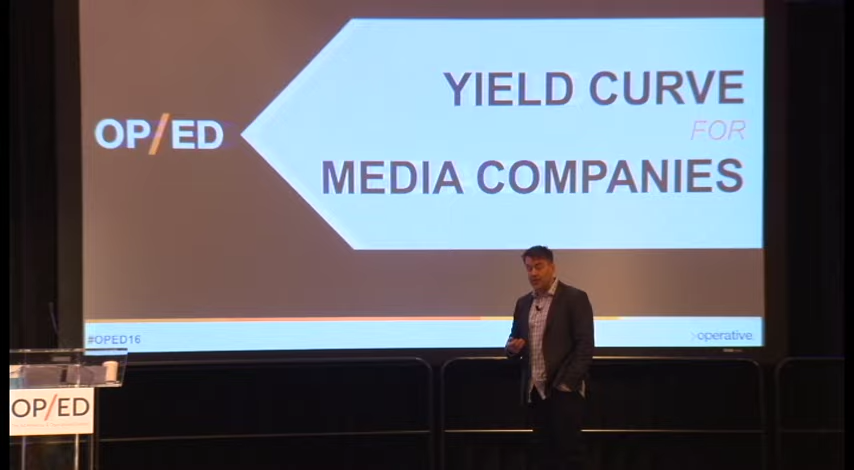 YIELD CURVE
FOR
OP/ED
MEDIA COMPANIES
#OPED16
operative
OP/ED